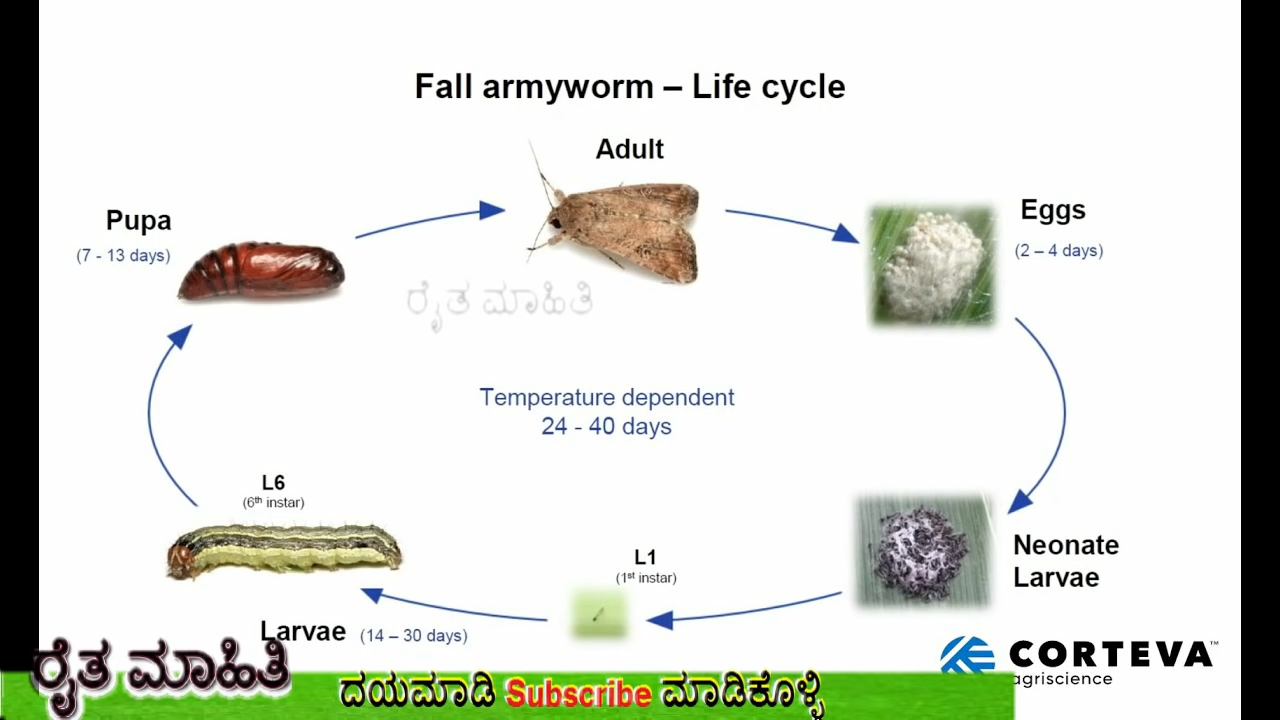 Fall armyworm – Life cycle
Adult
Pupa
(7 - 13 days)
Eggs
(2 – 4 days)
ರೈತ ಮಾಹಿತಿ
Temperature dependent
24 - 40 days
L6
(6th instar)
L1
(1st instar)
Neonate
Larvae
Larvae (14 – 30 days)
CORTEVA™
agriscience
ರೈತ ಮಾಹಿತಿ
ದಯಮಾಡಿ Subscribe ಮಾಡಿಕೊಳ್ಳಿ